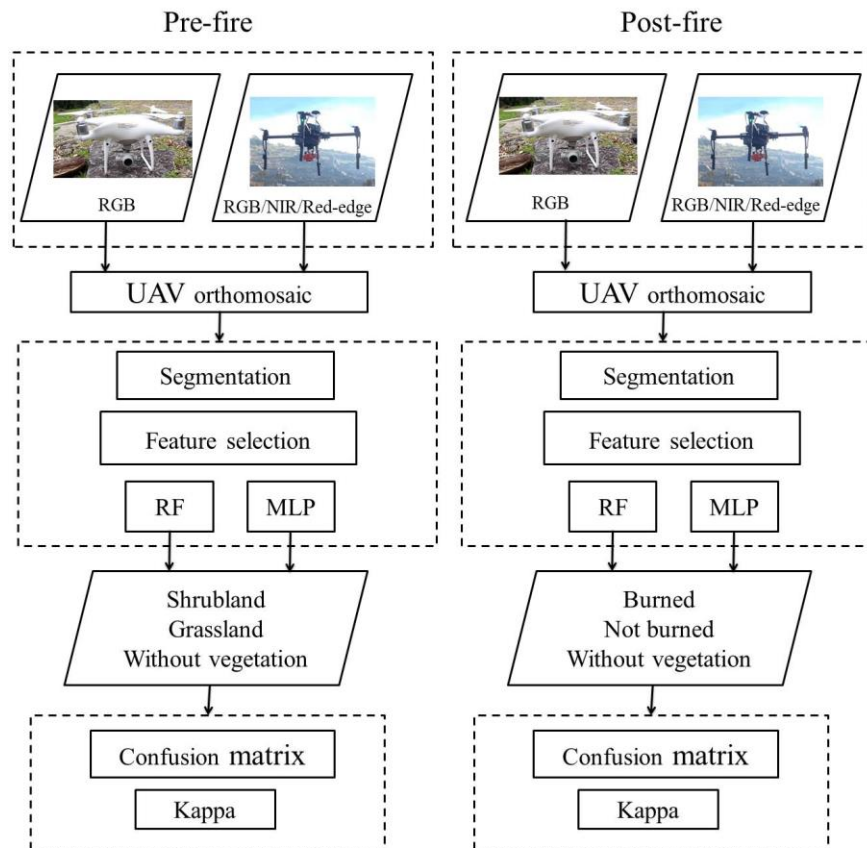 Pre-fire
RGB
RGB/NIR/Red-edge
UAV orthomosaic
Segmentation
Feature selection
RF
MLP
Shrubland
Grassland
Without vegetation
Confusion matrix
Kappa
Post-fire
RGB
RGB/NIR/Red-edge
UAV orthomosaic
Segmentation
Feature selection
RF
MLP
Burned
Not burned
Without vegetation
Confusion matrix
Kappa